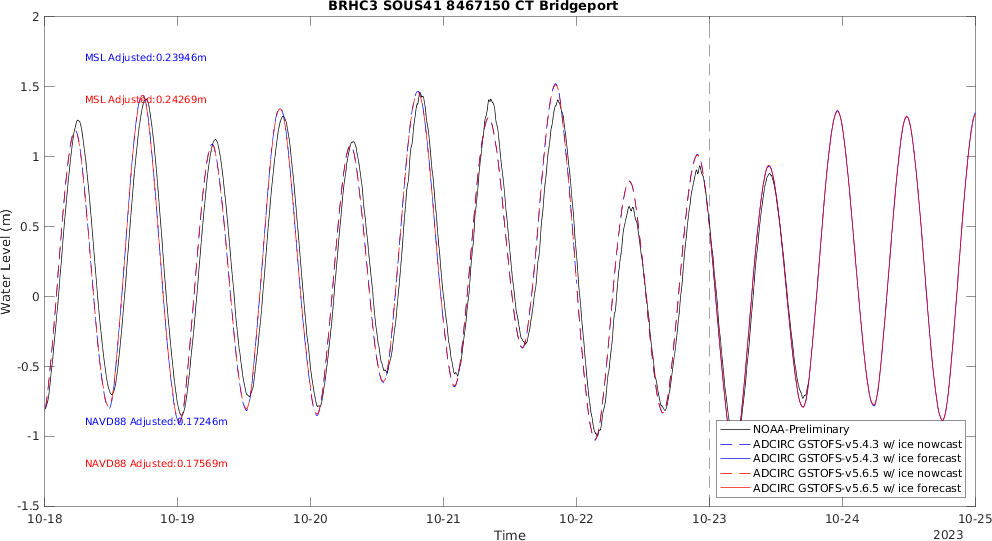 BRHC3 SOUS41 8467150 CT Bridgeport
2
MSL Adjusted:0.23946m
1.5
MSL Adjusted:0.24269m
1
0.5
Water Level (m)
0
-0.5
NAVD88 Adjusted:0.17246m
-1
NAVD88 Adjusted:0.17569m
-1.5
NOAA-Preliminary
ADCIRC GSTOFS-v5.4.3 w/ ice nowcast
ADCIRC GSTOFS-v5.4.3 w/ ice forecast
ADCIRC GSTOFS-v5.6.5 w/ ice nowcast
ADCIRC GSTOFS-v5.6.5 w/ ice forecast
10-18 10-19 10-20 10-21 10-22 10-23 10-24 10-25
Time
2023